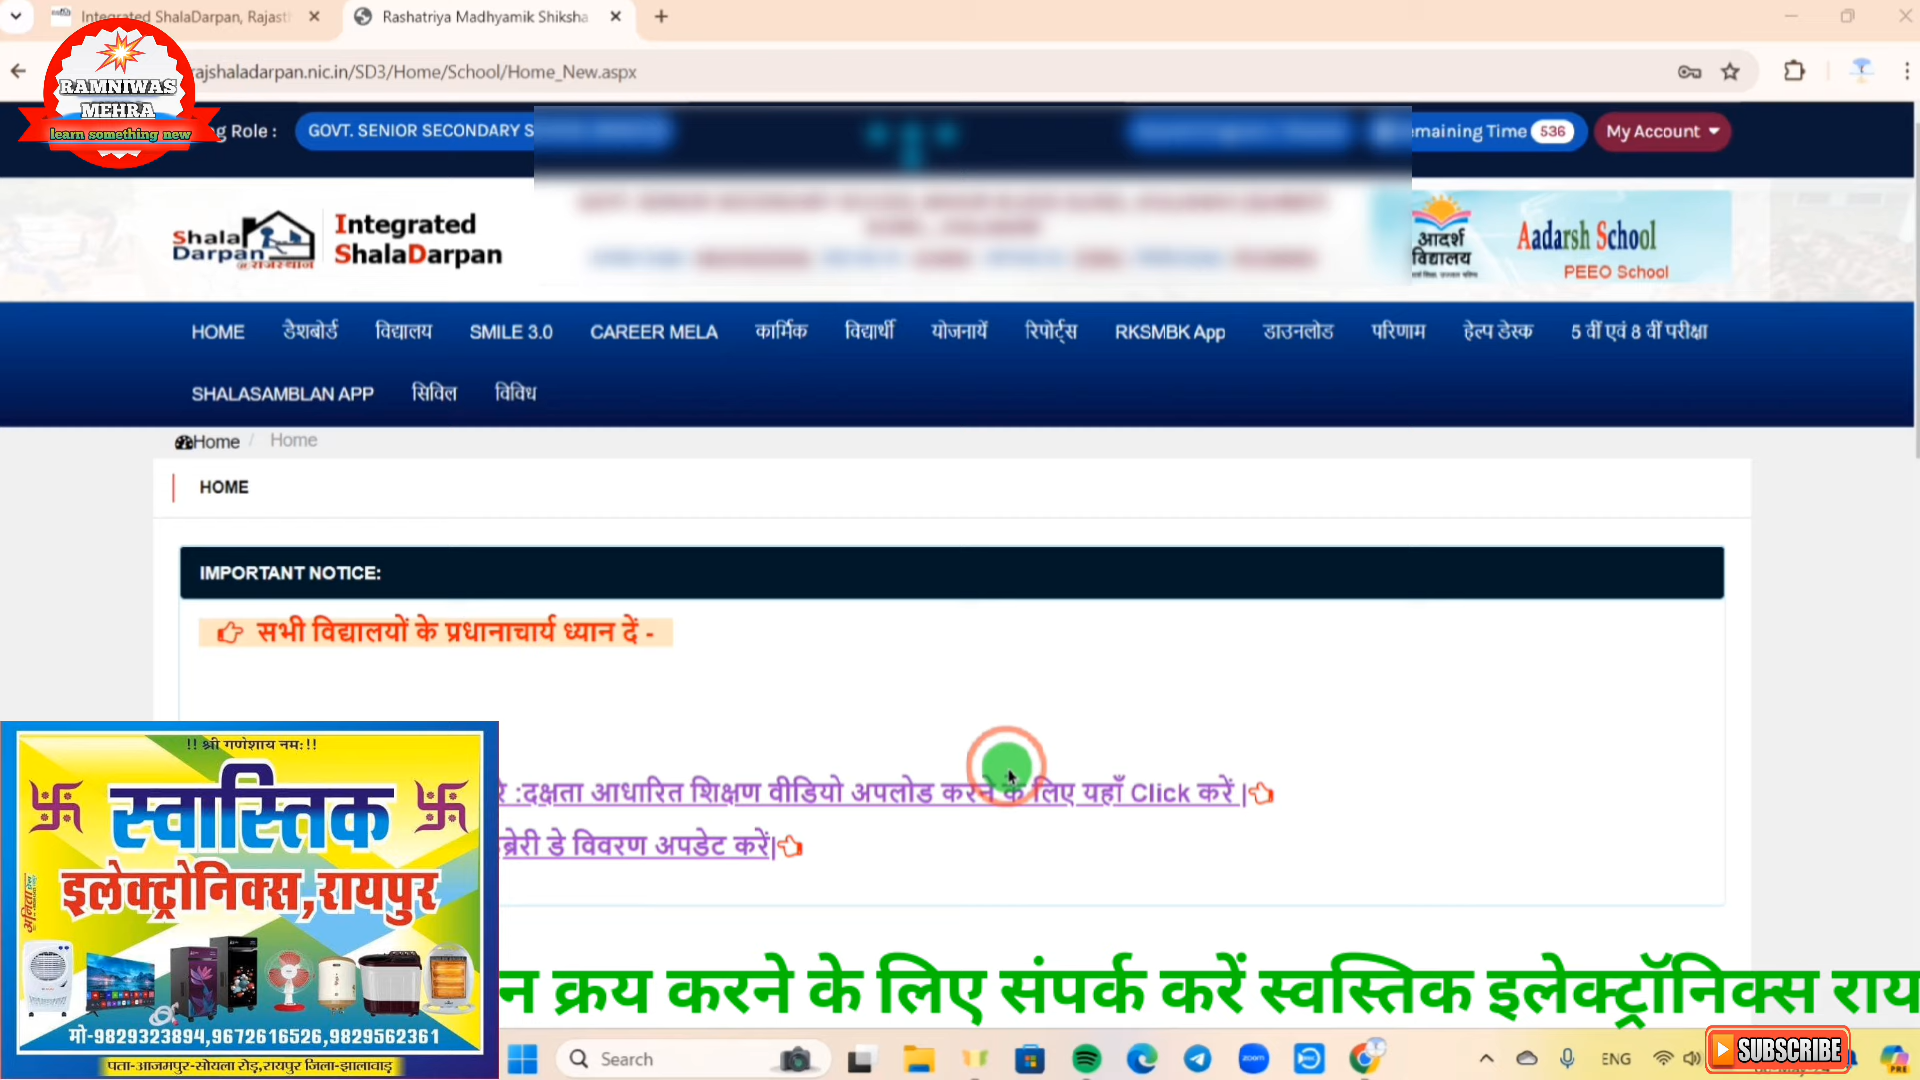 Integrated ShalaDarpan, Rajast
Rashatriya Madhyamik Shiksha
rajshaladarpan.nic.in/SD3/Home/School/Home_New.aspx
RAMNIWAS
MEHRA
learn something new
g Role :
GOVT. SENIOR SECONDARY S
emaining Time 536
My Account
Shala
Darpan
@ राजस्थान
Integrated
ShalaDarpan
आदर्श
विद्यालय
Aadarsh School
PEEO School
HOME डैशबोर्ड विद्यालय SMILE 3.0 CAREER MELA कार्मिक विद्यार्थी योजनायें रिपोर्ट्स RKSMBK App डाउनलोड परिणाम हेल्प डेस्क 5 वीं एवं 8 वीं परीक्षा
SHALASAMBLAN APP सिविल विविध
Home / Home
HOME
IMPORTANT NOTICE:
सभी विद्यालयों के प्रधानाचार्य ध्यान दें -
रे :दक्षता आधारित शिक्षण वीडियो अपलोड करने के लिए यहाँ Click करें |
ब्रेरी डे विवरण अपडेट करें|
!! श्री गणेशाय नमः!!
स्वास्तिक
इलेक्ट्रोनिक्स,रायपुर
मो-9829323894,9672616526,9829562361
पता-आजमपुर-सोयला रोड़,रायपुर जिला-झालावाड़
न क्रय करने के लिए संपर्क करें स्वस्तिक इलेक्ट्रॉनिक्स राय
Search
zoom
ENG
SUBSCRIBE
PRE